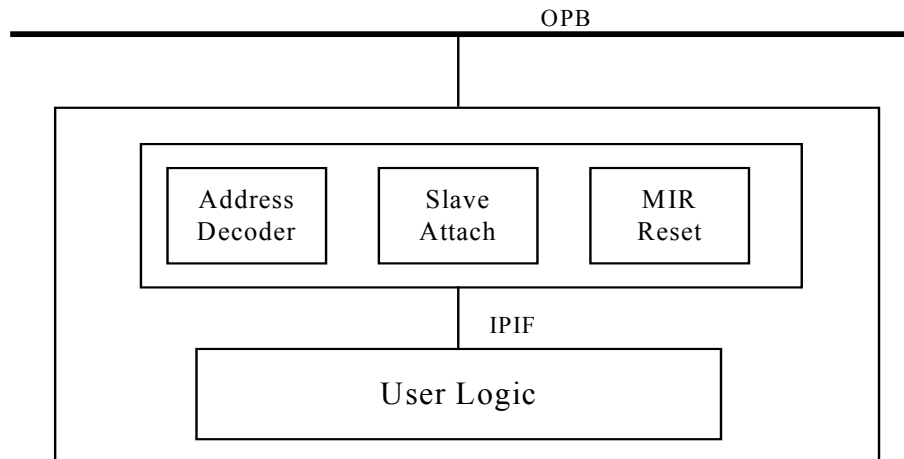 OPB
Address
Decoder
Slave
Attach
MIR
Reset
IPIF
User Logic